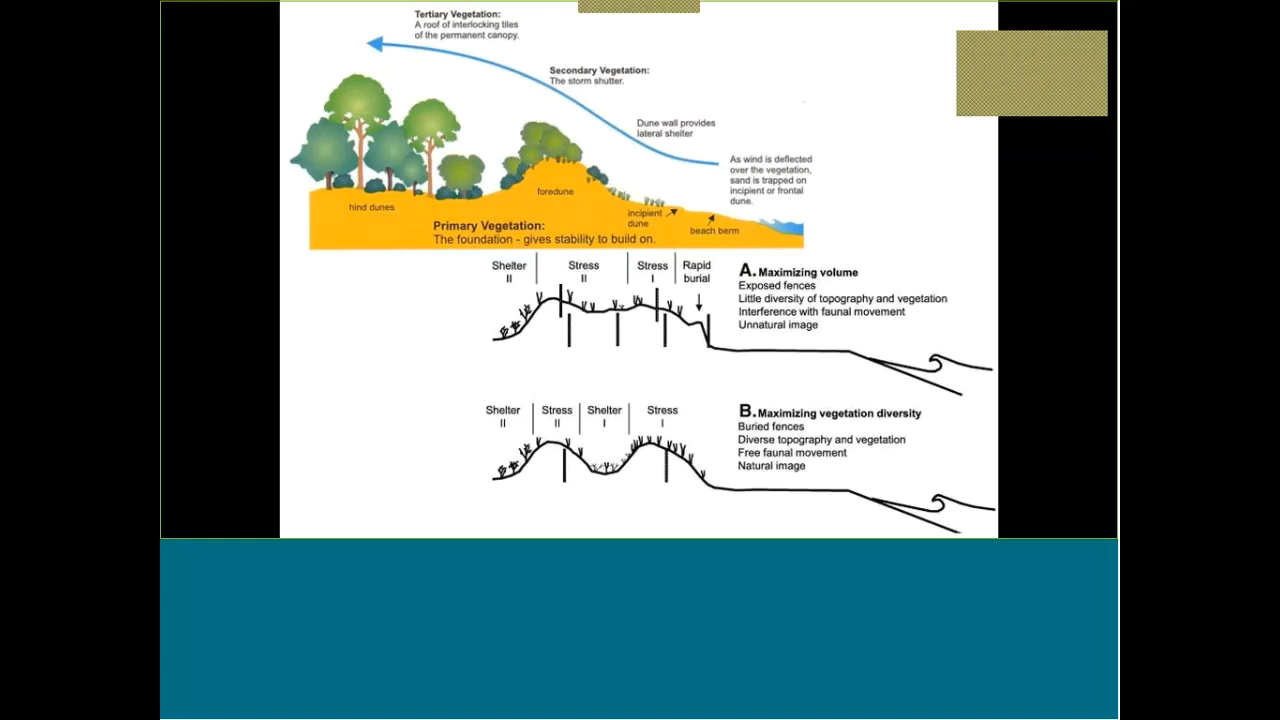 Tertiary Vegetation:
A roof of interlocking tiles
of the permanent canopy.
Secondary Vegetation:
The storm shutter.
Dune wall provides
lateral shelter
As wind is deflected
over the vegetation,
sand is trapped on
incipient or frontal
dune.
foredune
hind dunes
incipient
dune
beach berm
Primary Vegetation:
The foundation - gives stability to build on.
Shelter
II
Stress
II
Stress
I
Rapid
burial
A. Maximizing volume
Exposed fences
Little diversity of topography and vegetation
Interference with faunal movement
Unnatural image
Shelter
II
Stress
II
Shelter
I
Stress
I
B. Maximizing vegetation diversity
Buried fences
Diverse topography and vegetation
Free faunal movement
Natural image